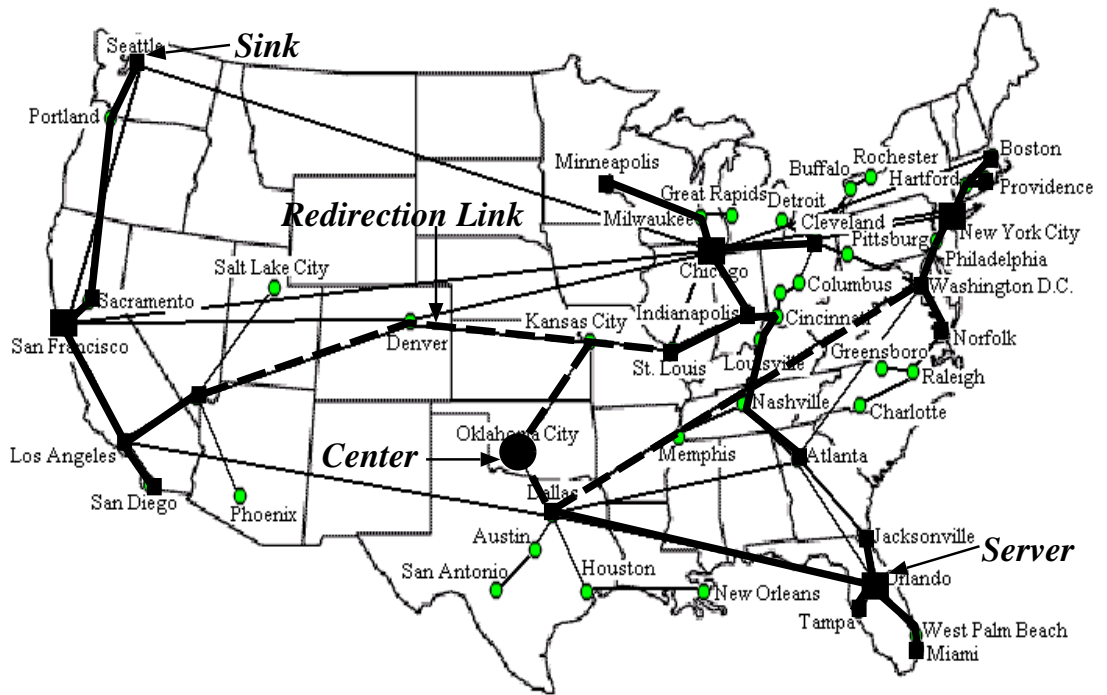 Seattle
Sink
Portland
Minneapolis
Boston
Rochester
Buffalo
Hartford
Providence
Great Rapids
Detroit
Redirection Link
Milwaukee
Cleveland
New York City
Pittsburg
Philadelphia
Chicago
Salt Lake City
Columbus
Washington D.C.
Sacramento
Indianapolis
Cincinnati
Kansas City
San Francisco
Denver
Norfolk
St. Louis
Louisville
Greensboro
Raleigh
Nashville
Charlotte
Oklahoma City
Memphis
Los Angeles
Center
Atlanta
San Diego
Phoenix
Dallas
Austin
Jacksonville
Server
San Antonio
Houston
Orlando
New Orleans
Tampa
West Palm Beach
Miami